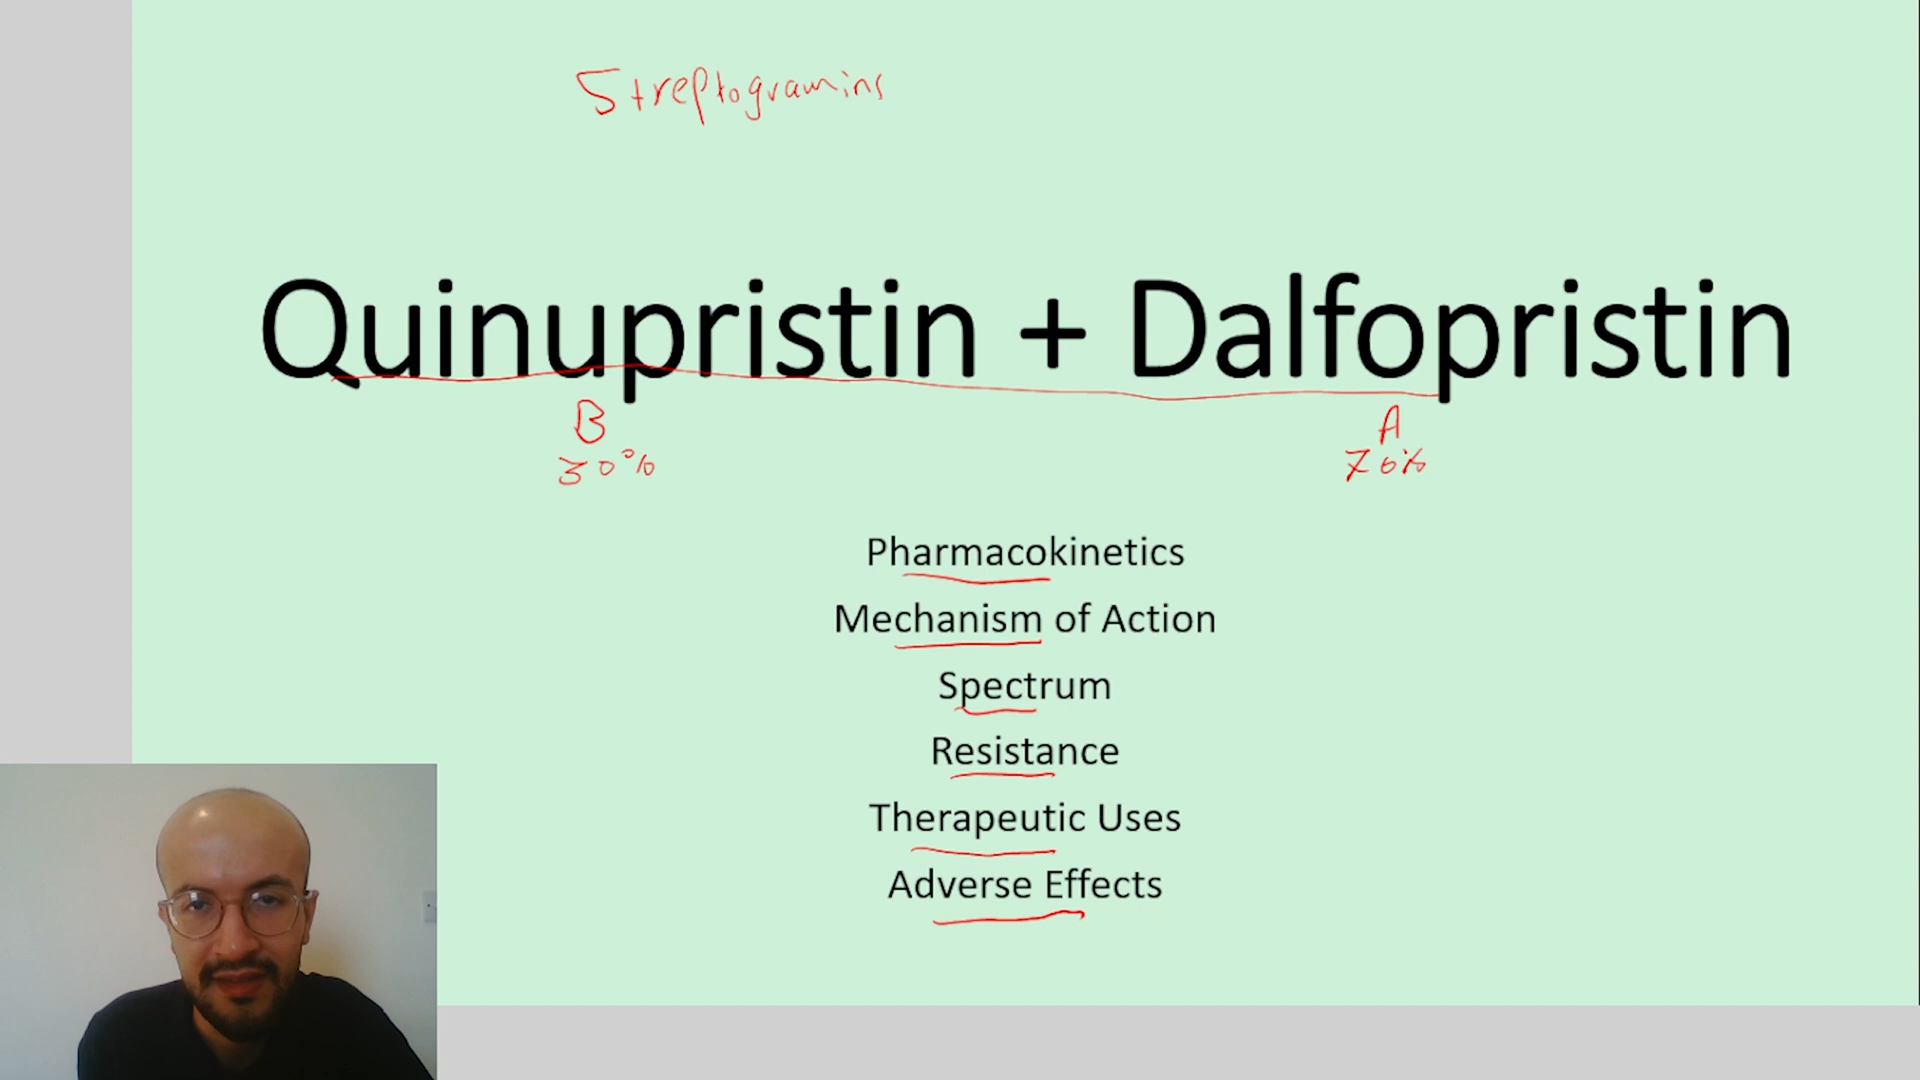 Streptogramins
Quinupristin + Dalfopristin
B A
30% 70%
Pharmacokinetics
Mechanism of Action
Spectrum
Resistance
Therapeutic Uses
Adverse Effects